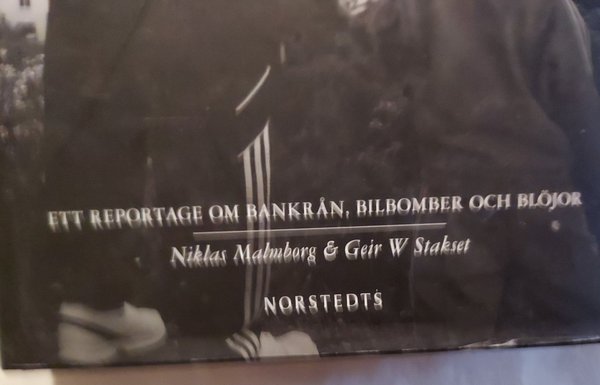 ETT REPORTAGE OM BANKRÅN, BILBOMBER OCH BLÖJOR
Niklas Malmborg & Geir W Stakset
NORSTEDTS